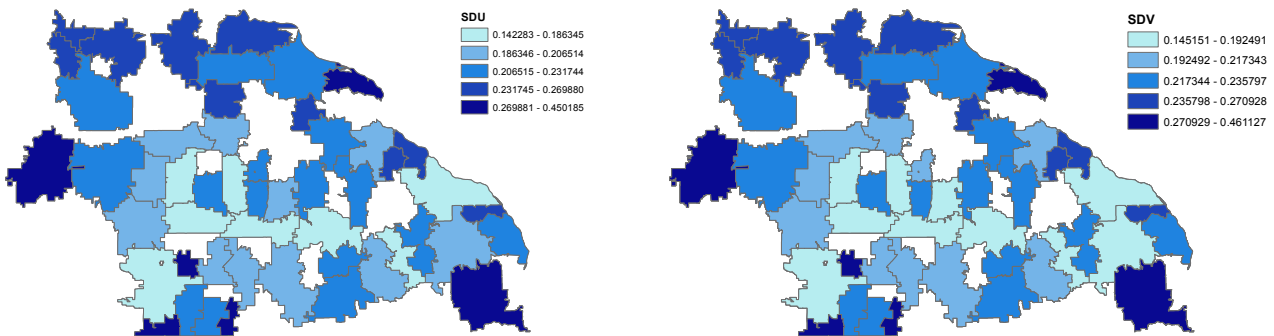 SDU
0.142283 - 0.186345
0.186346 - 0.206514
0.206515 - 0.231744
0.231745 - 0.269880
0.269881 - 0.450185
SDV
0.145151 - 0.192491
0.192492 - 0.217343
0.217344 - 0.235797
0.235798 - 0.270928
0.270929 - 0.461127